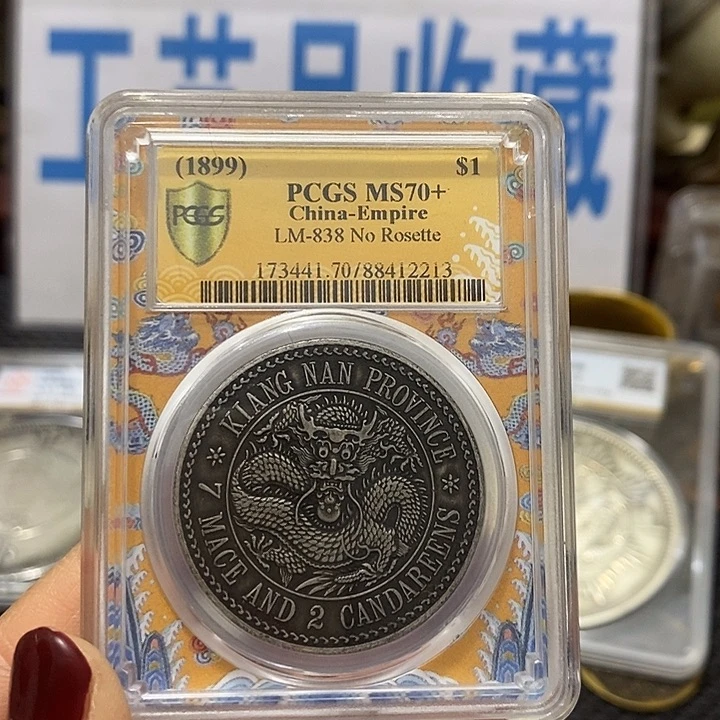 工艺品收藏
(1899) $1
PCGS
PCGS MS70+
China-Empire
LM-838 No Rosette
173441.70/88412213
KIANG NAN PROVINCE
7 MACE AND 2 CANDAREENS